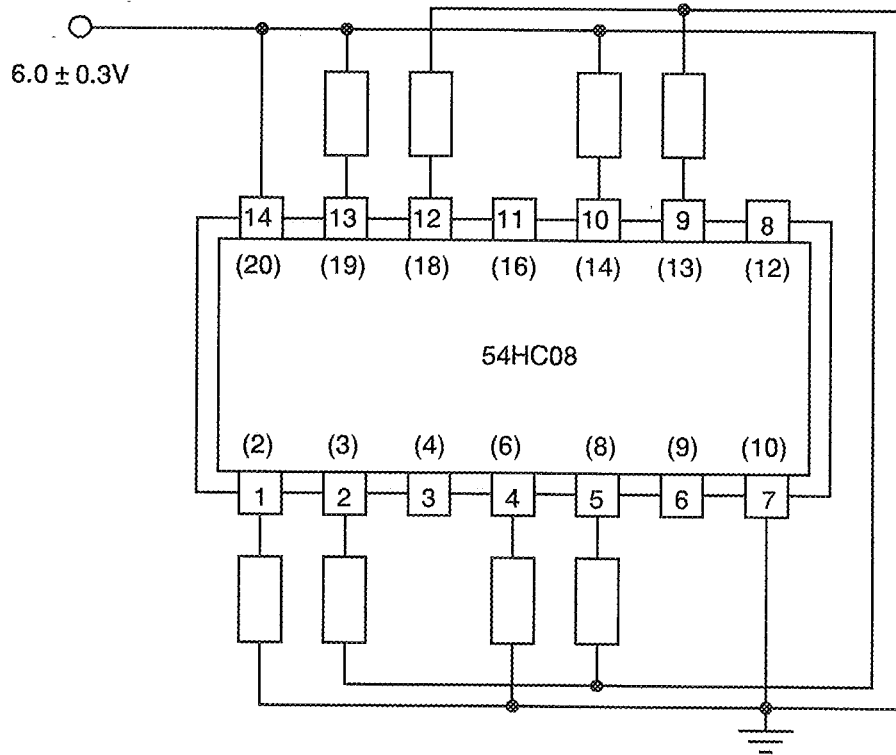 6.0 ± 0.3V
14 13 12 11 10 9 8
(20) (19) (18) (16) (14) (13) (12)
54HC08
(2) (3) (4) (6) (8) (9) (10)
1 2 3 4 5 6 7